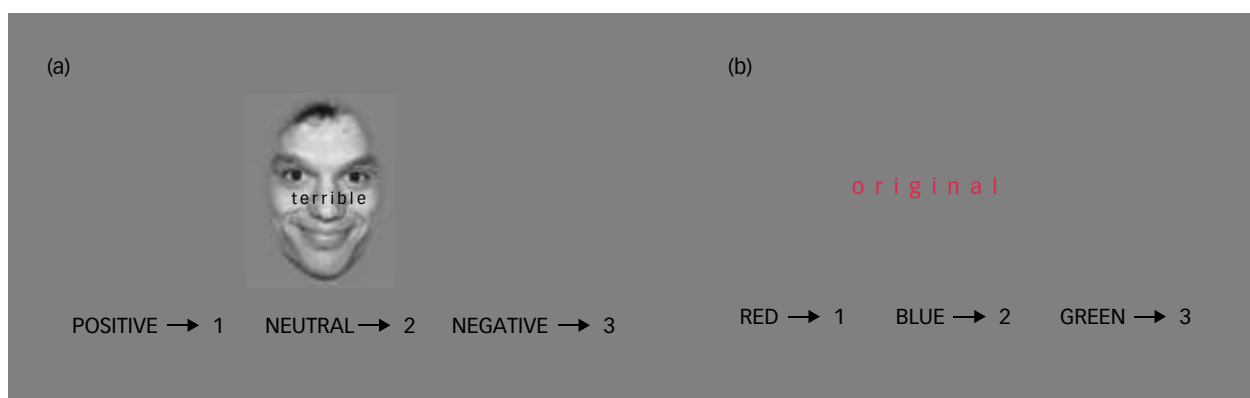 (a)
terrible
POSITIVE → 1 NEUTRAL → 2 NEGATIVE → 3
(b)
original
RED → 1 BLUE → 2 GREEN → 3